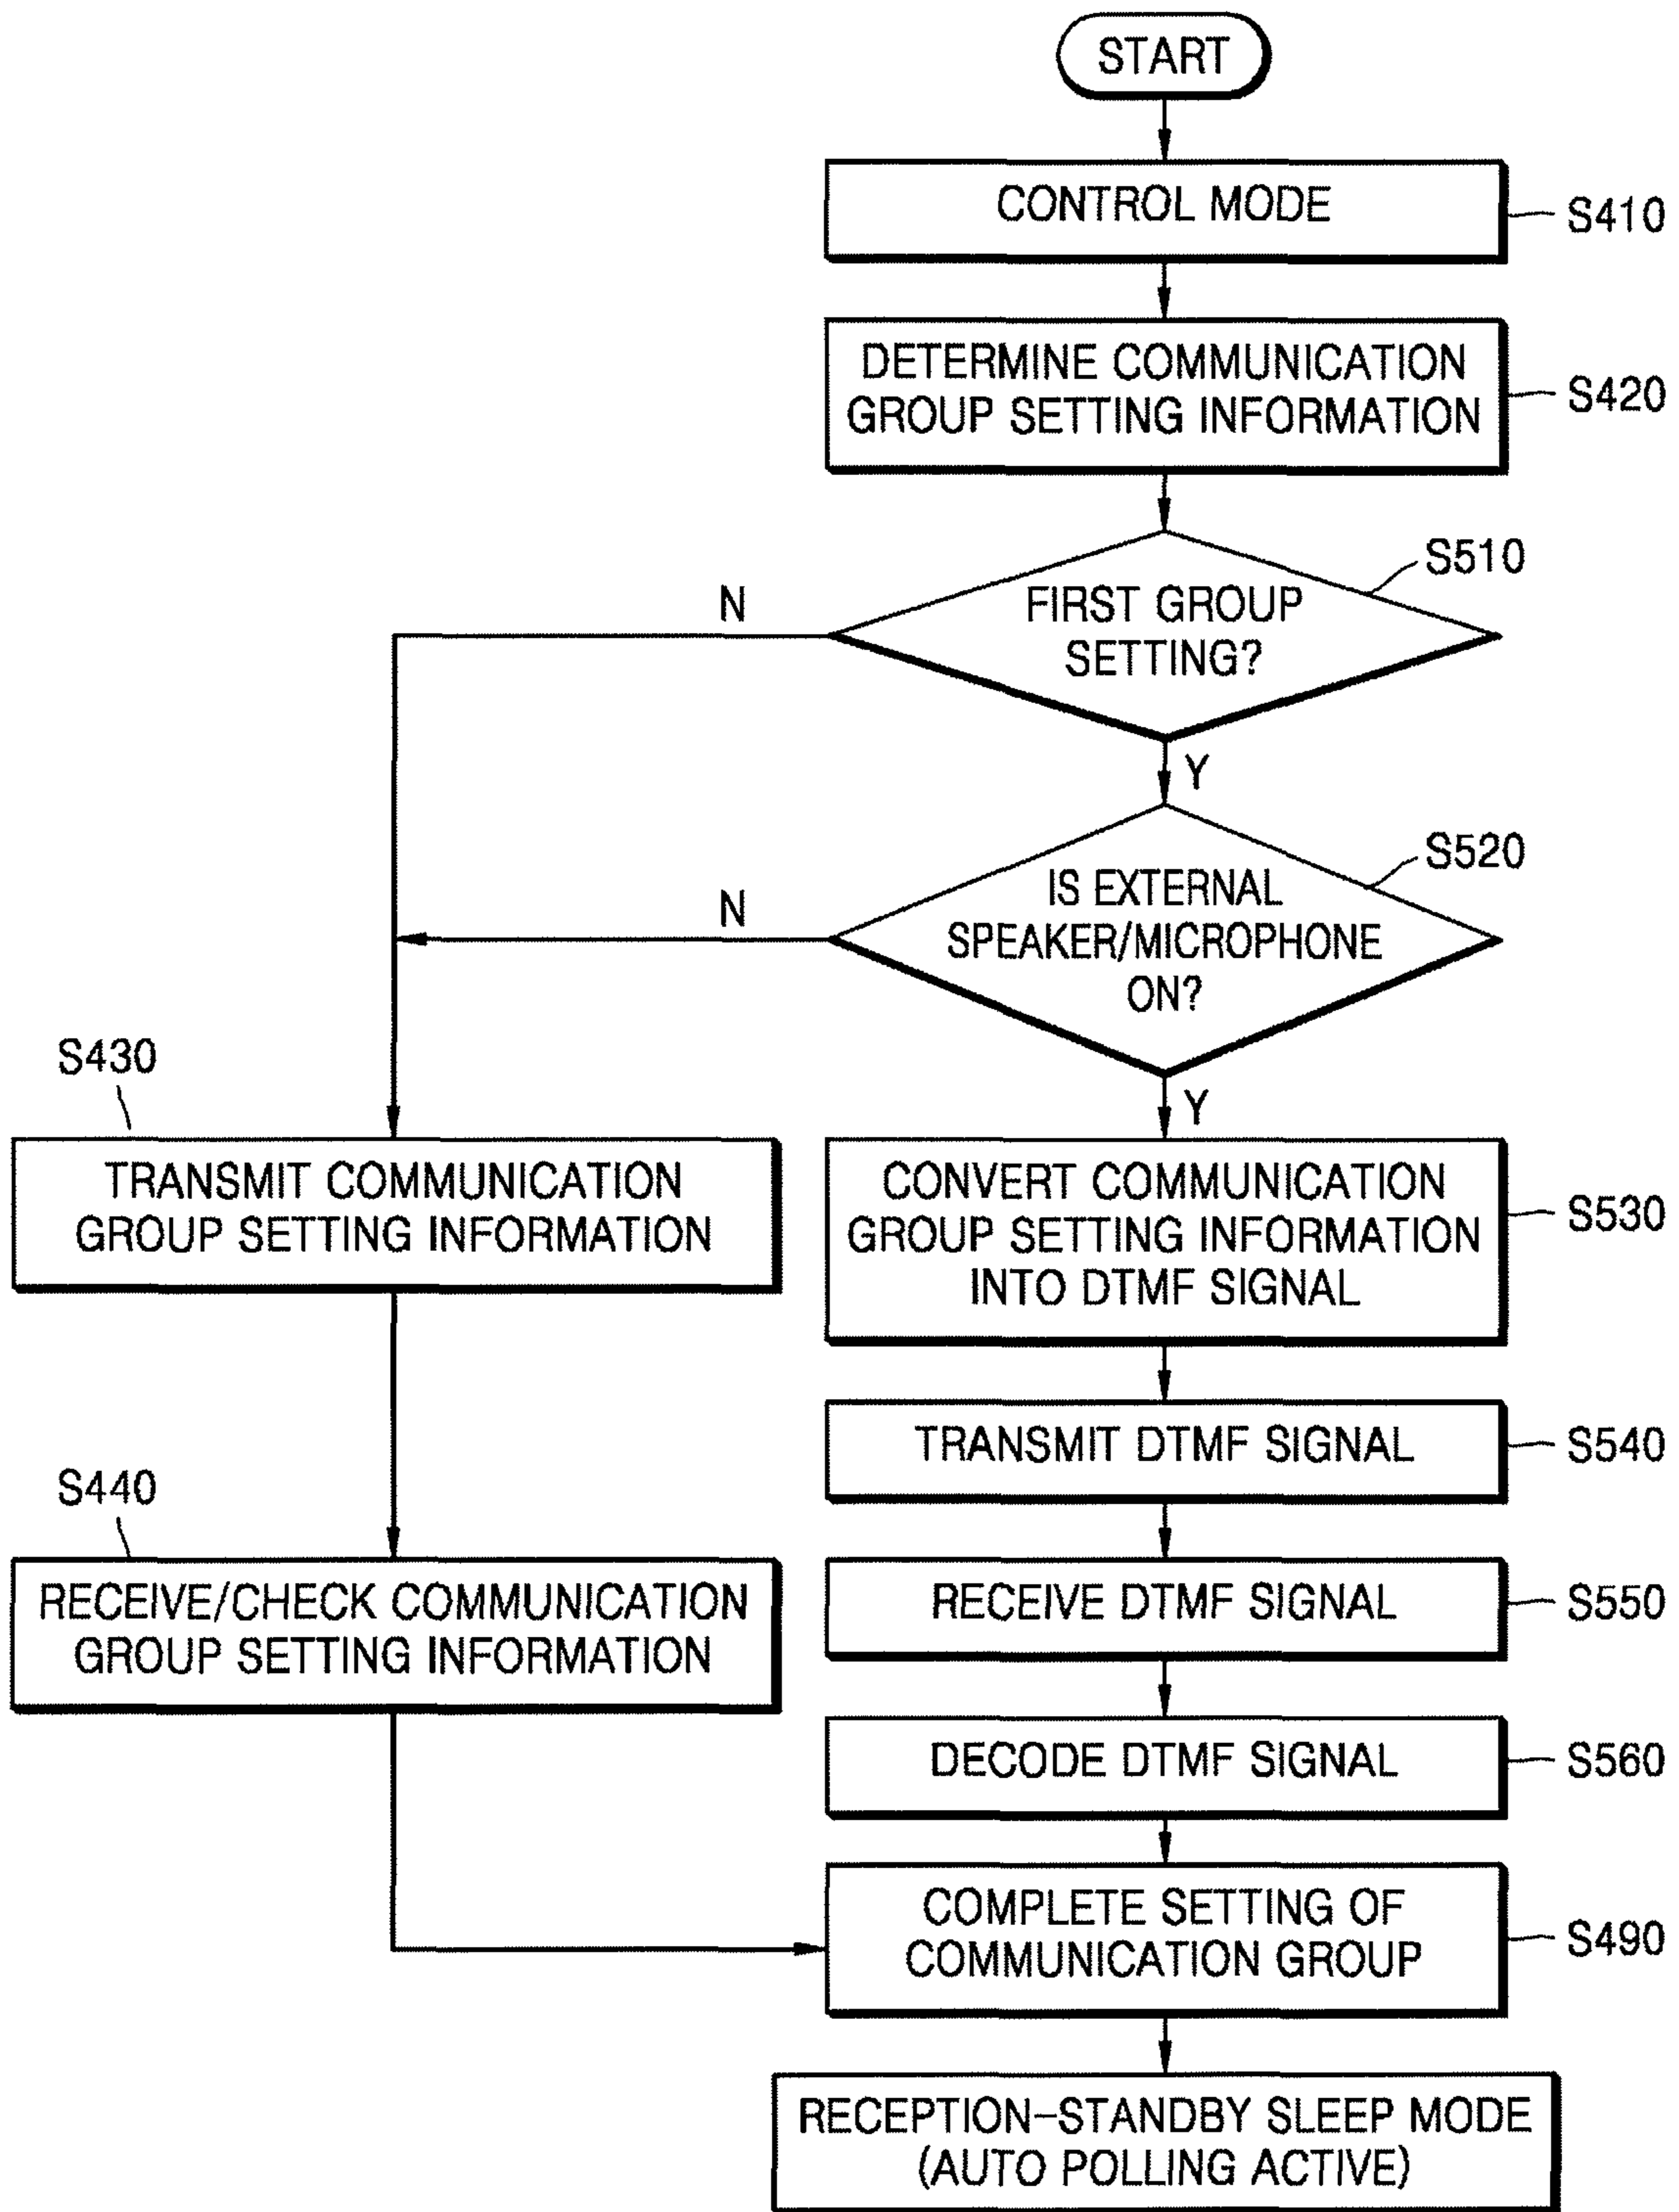 START
CONTROL MODE
S410
DETERMINE COMMUNICATION
GROUP SETTING INFORMATION
S420
FIRST GROUP
SETTING?
S510
N
Y
IS EXTERNAL
SPEAKER/MICROPHONE
ON?
S520
N
Y
S430
TRANSMIT COMMUNICATION
GROUP SETTING INFORMATION
CONVERT COMMUNICATION
GROUP SETTING INFORMATION
INTO DTMF SIGNAL
S530
TRANSMIT DTMF SIGNAL
S540
S440
RECEIVE/CHECK COMMUNICATION
GROUP SETTING INFORMATION
RECEIVE DTMF SIGNAL
S550
DECODE DTMF SIGNAL
S560
COMPLETE SETTING OF
COMMUNICATION GROUP
S490
RECEPTION-STANDBY SLEEP MODE
(AUTO POLLING ACTIVE)